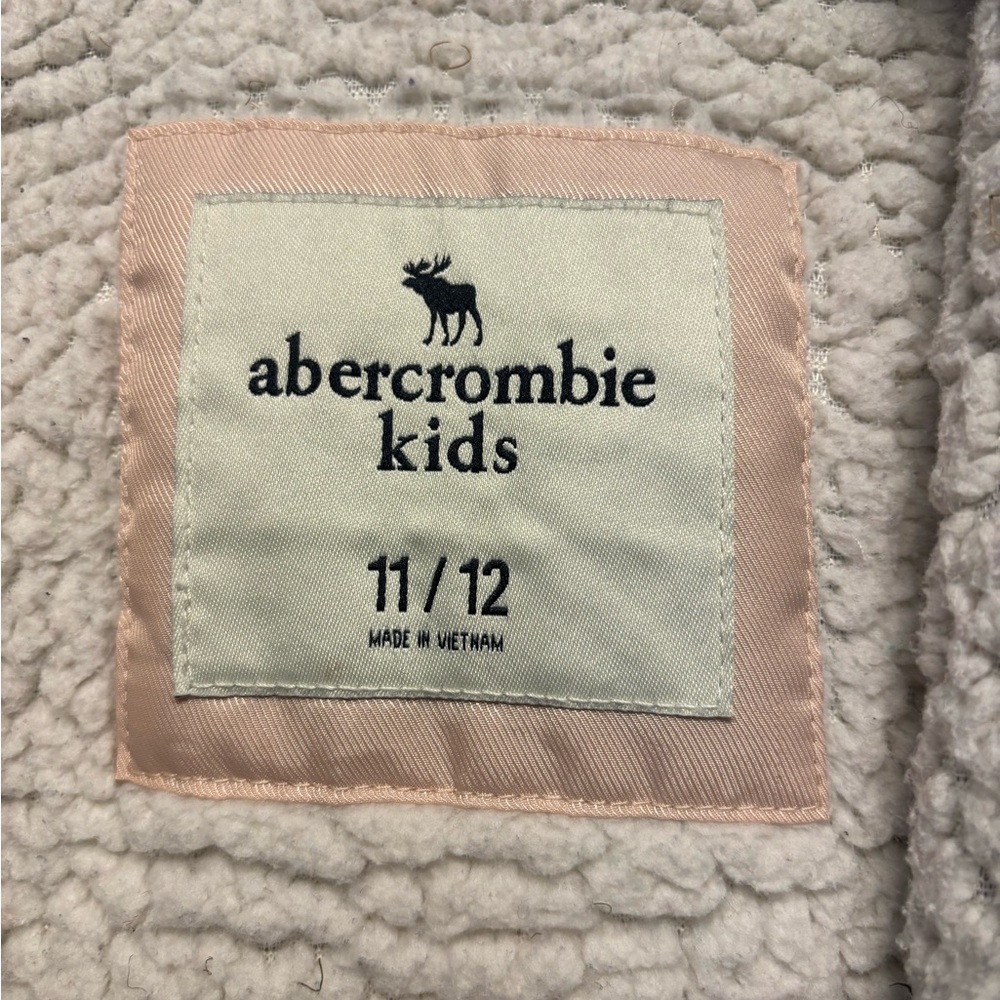 abercrombie
kids
11 / 12
MADE IN VIETNAM